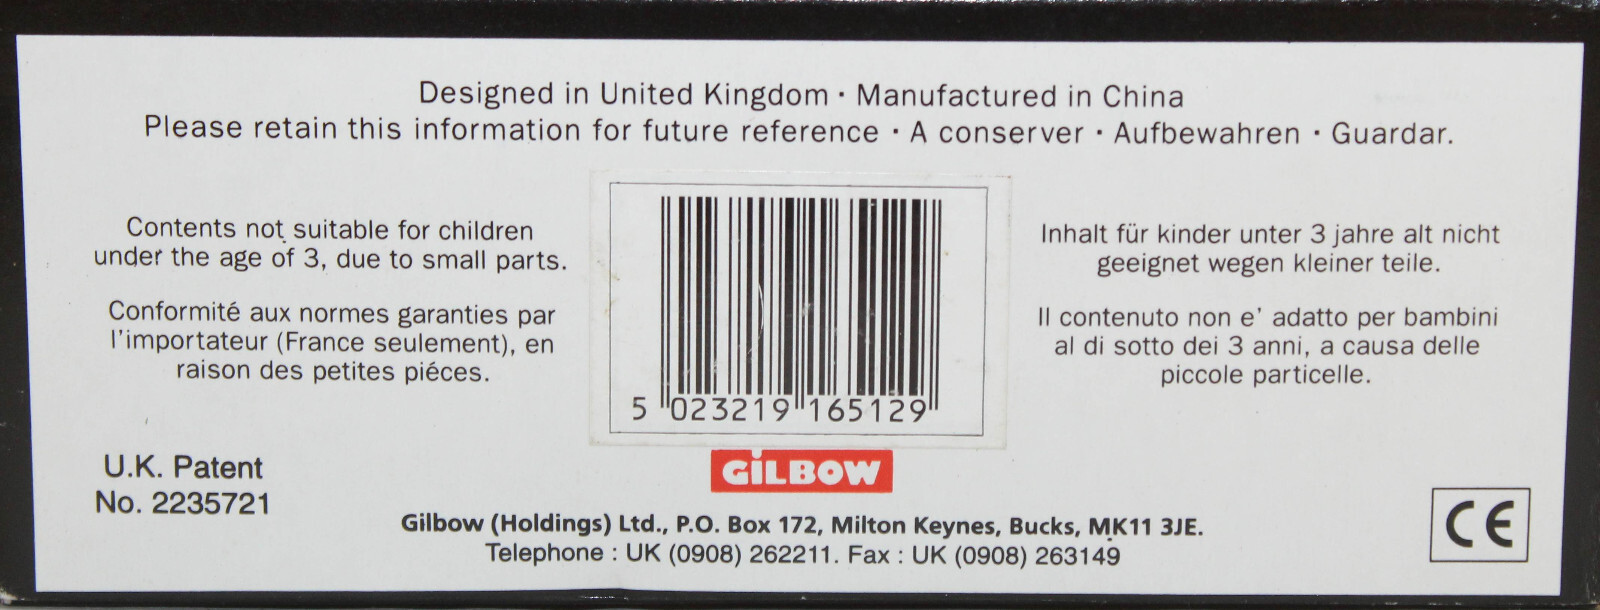 Designed in United Kingdom · Manufactured in China
Please retain this information for future reference · A conserver · Aufbewahren · Guardar.
Contents not suitable for children
under the age of 3, due to small parts.
Conformité aux normes garanties par
l'importateur (France seulement), en
raison des petites piéces.
U.K. Patent
No. 2235721
5 023219 165129
GiLBOW
Gilbow (Holdings) Ltd., P.O. Box 172, Milton Keynes, Bucks, MK11 3JE.
Telephone : UK (0908) 262211. Fax : UK (0908) 263149
Inhalt für kinder unter 3 jahre alt nicht
geeignet wegen kleiner teile.
Il contenuto non e' adatto per bambini
al di sotto dei 3 anni, a causa delle
piccole particelle.
CE